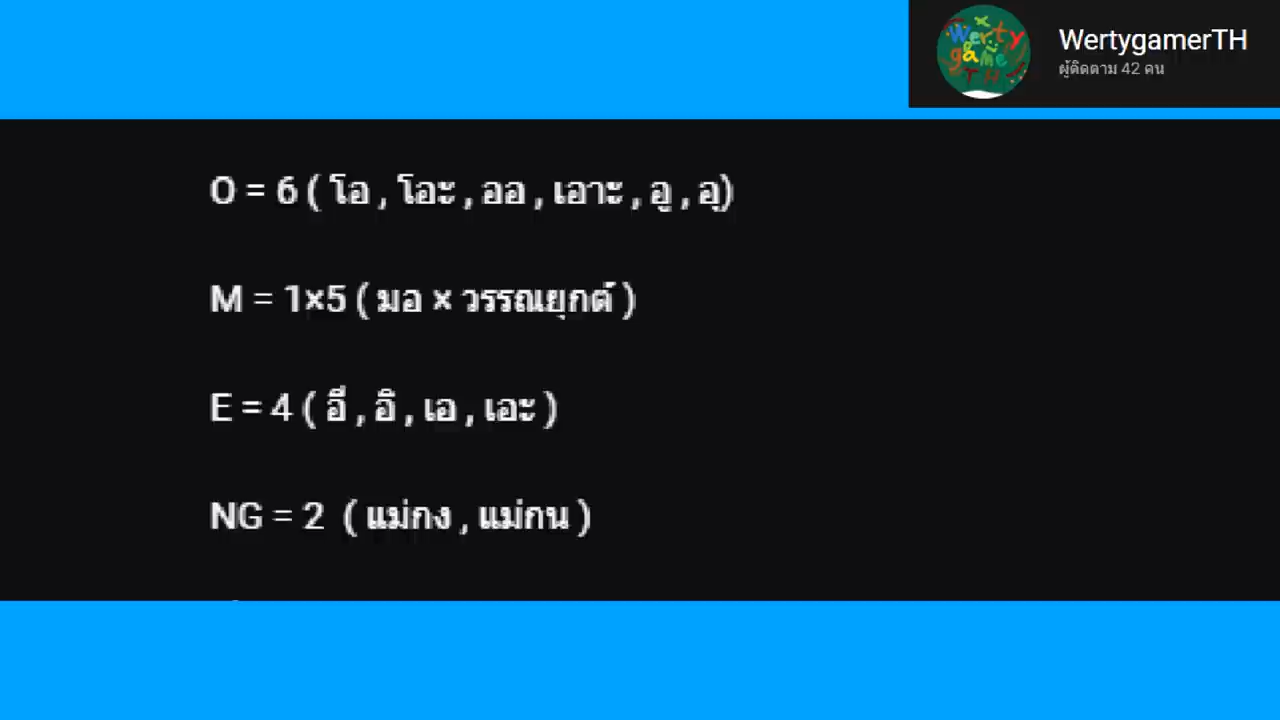 WertygamerTH
ผู้ติดตาม 42 คน
O = 6 ( โอ , โอะ , ออ , เอาะ , อู , อุ)
M = 1×5 ( มอ × วรรณยุกต์ )
E = 4 ( อี , อิ , เอ , เอะ )
NG = 2 ( แม่กง , แม่กน )